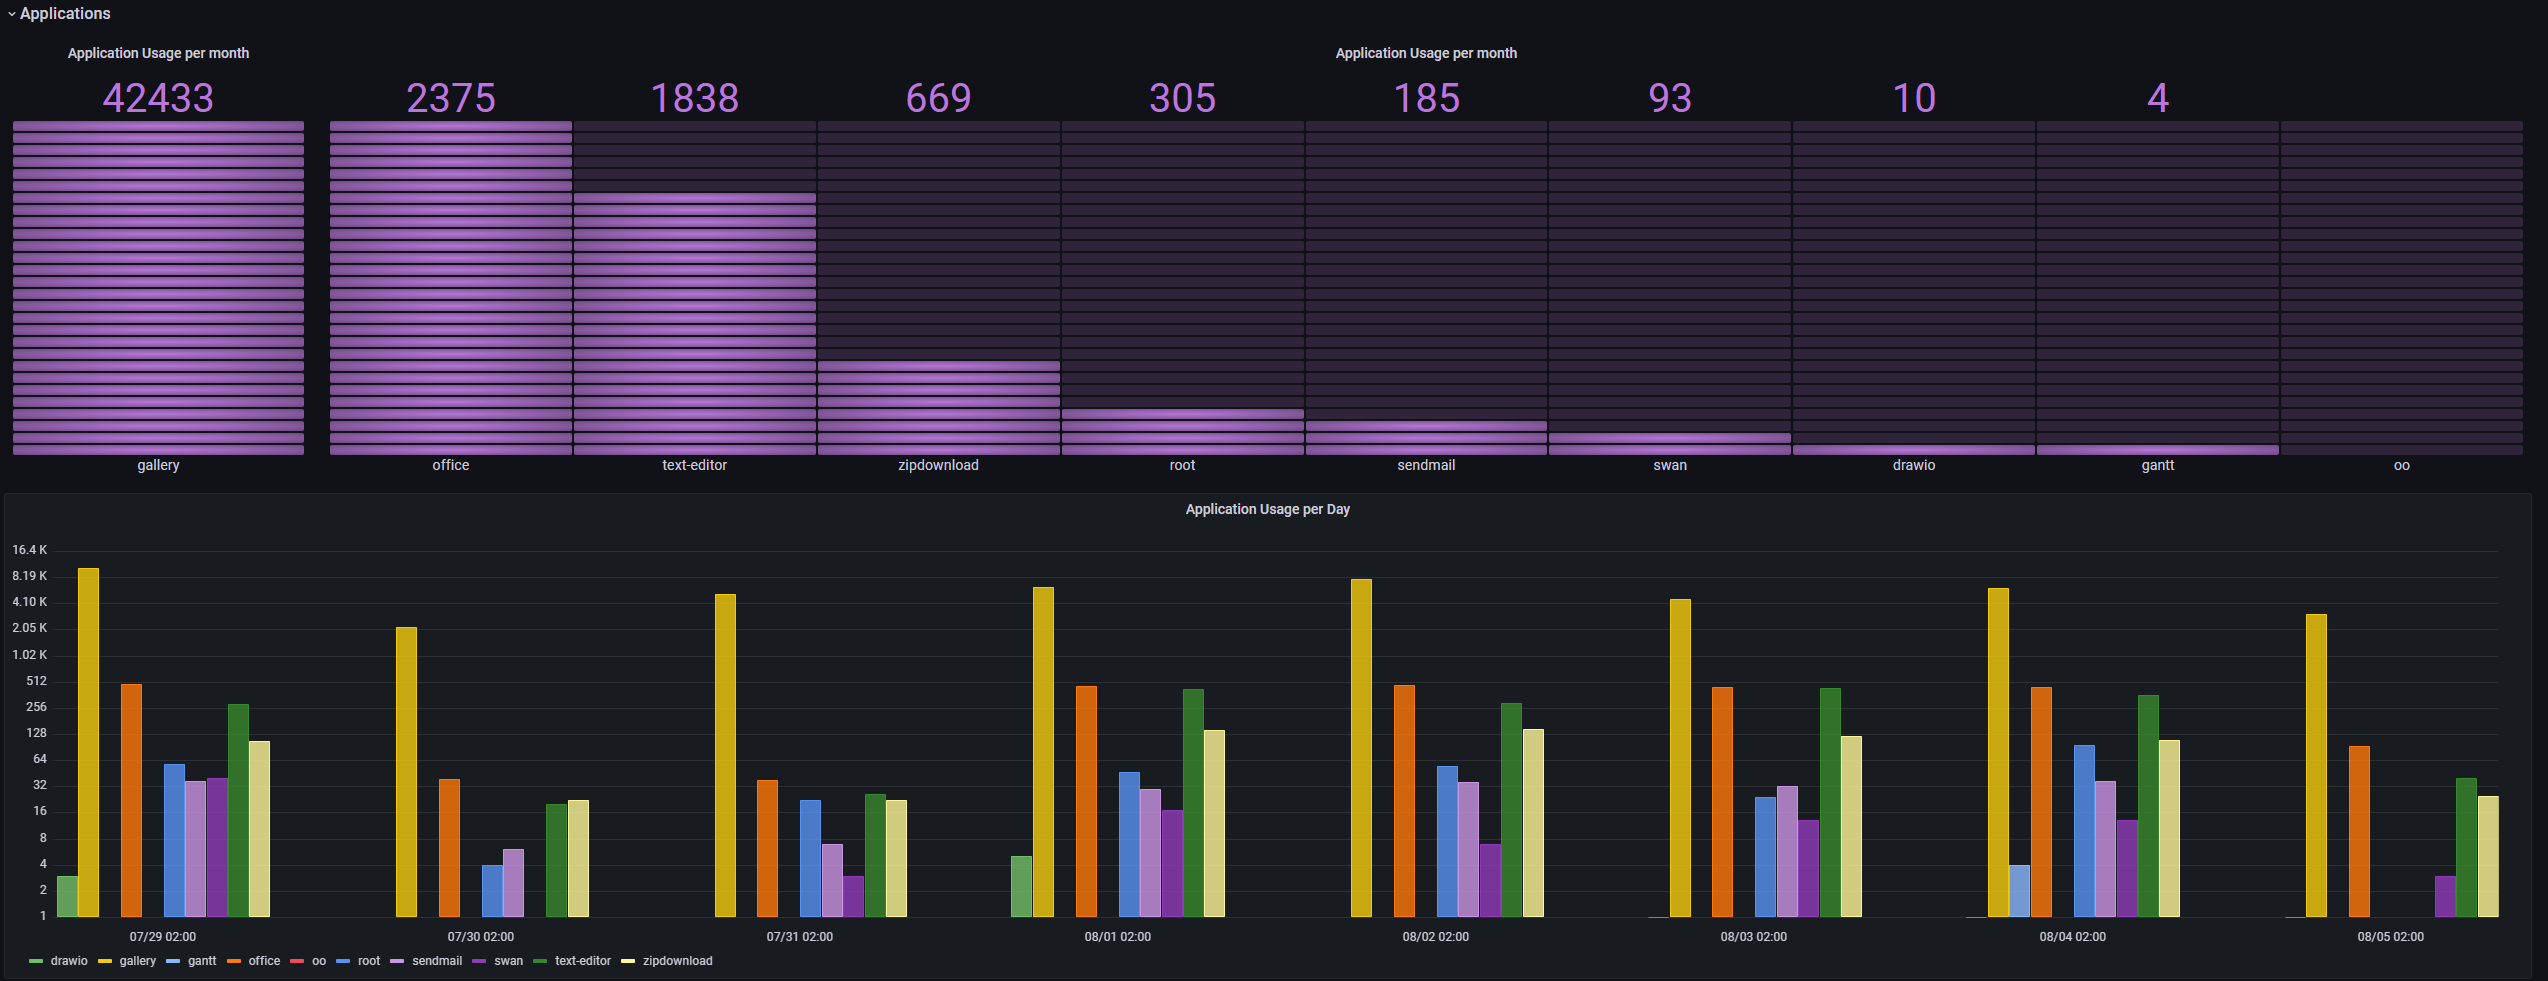 Applications
Application Usage per month
Application Usage per month
42433
2375
1838
669
305
185
93
10
4
gallery
office
text-editor
zipdownload
root
sendmail
swan
drawio
gantt
oo
Application Usage per Day
16.4 K
8.19 K
4.10 K
2.05 K
1.02 K
512
256
128
64
32
16
8
4
2
1
07/29 02:00
07/30 02:00
07/31 02:00
08/01 02:00
08/02 02:00
08/03 02:00
08/04 02:00
08/05 02:00
drawio gallery gantt office oo root sendmail swan text-editor zipdownload